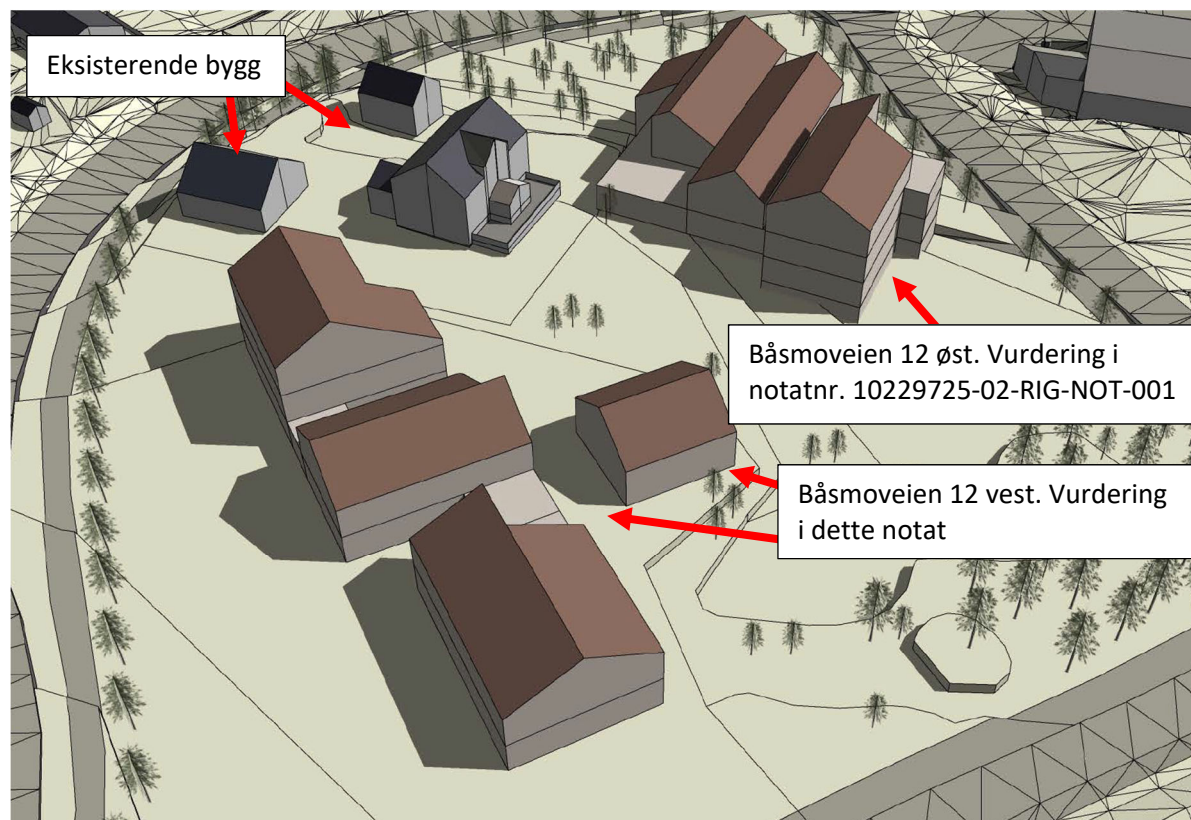 Eksisterende bygg
Båsmoveien 12 øst. Vurdering i
notatnr. 10229725-02-RIG-NOT-001
Båsmoveien 12 vest. Vurdering
i dette notat